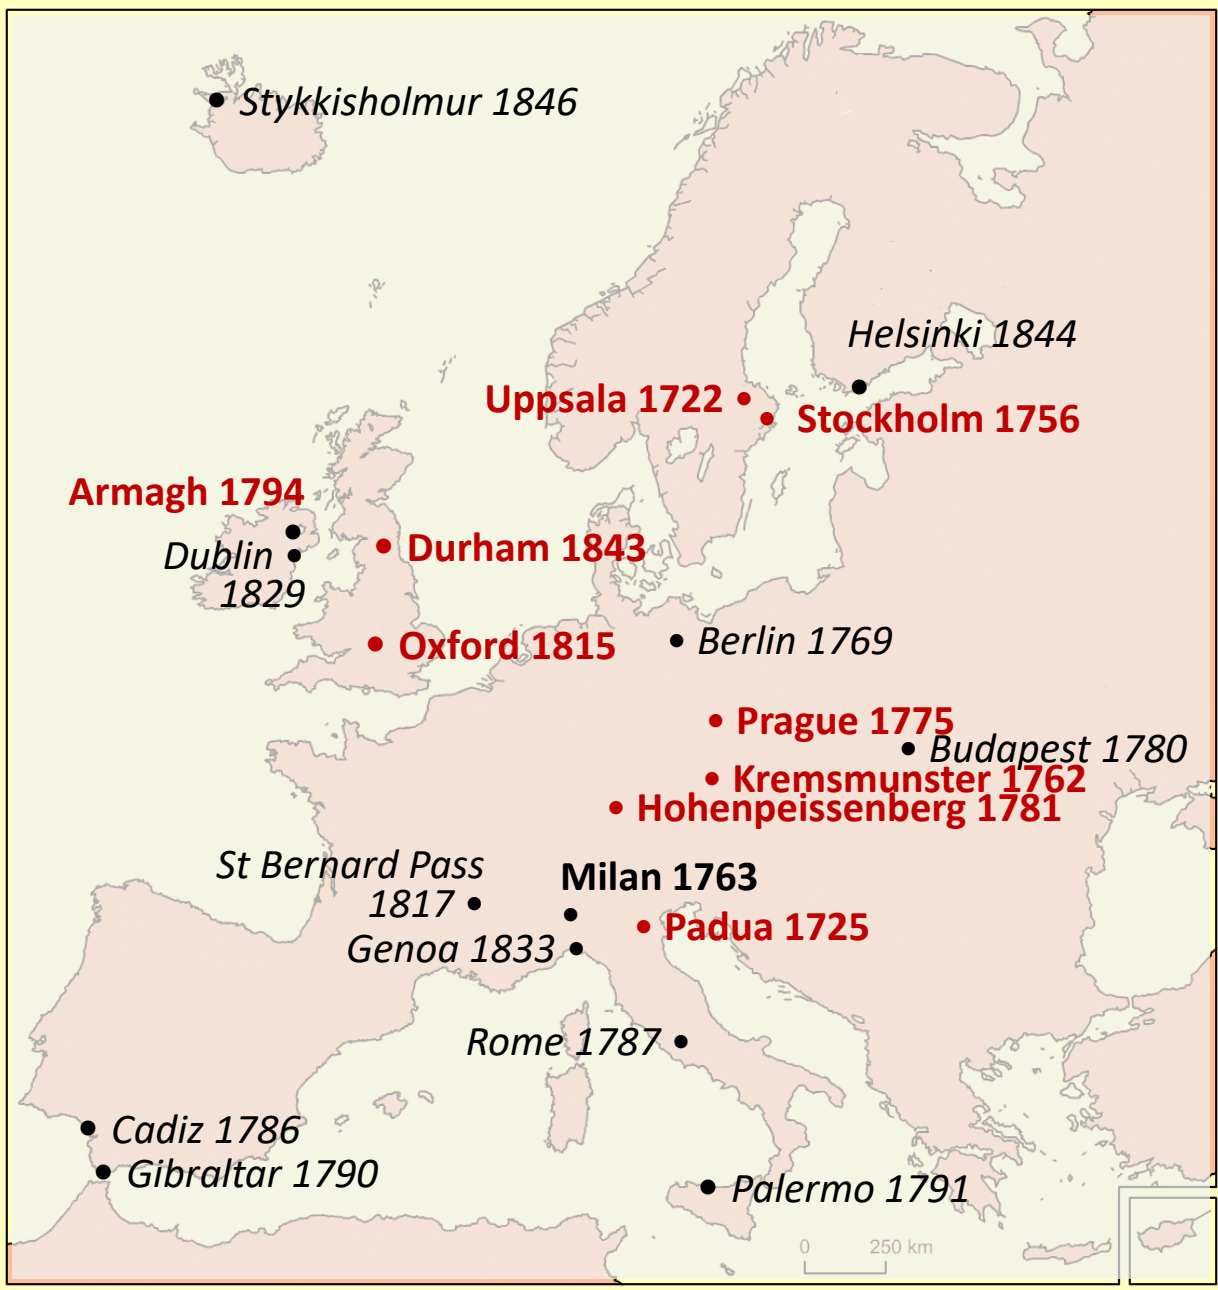 Stykkisholmur 1846
Helsinki 1844
Uppsala 1722
Stockholm 1756
Armagh 1794
Dublin
1829
Durham 1843
Oxford 1815
Berlin 1769
Prague 1775
Budapest 1780
Kremsmunster 1762
Hohenpeissenberg 1781
St Bernard Pass
1817
Milan 1763
Padua 1725
Genoa 1833
Rome 1787
Cadiz 1786
Gibraltar 1790
Palermo 1791
0 250 km